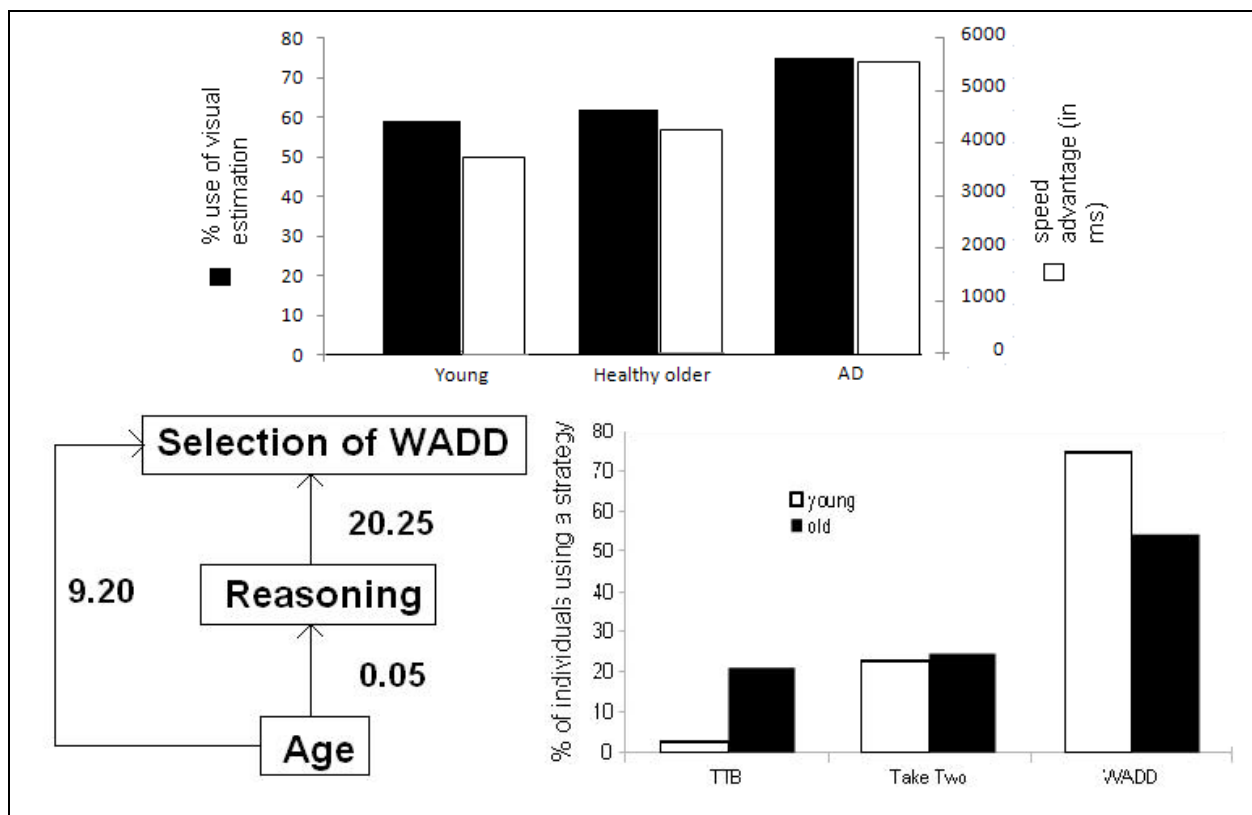 80
70
60
50
40
30
20
10
0
% use of visual
estimation
6000
5000
4000
3000
2000
1000
0
speed
advantage (in
ms)
Young
Healthy older
AD
Selection of WADD
20.25
9.20
Reasoning
0.05
Age
% of individuals using a strategy
80
70
60
50
40
30
20
10
0
young
old
TTB
Take Two
WADD